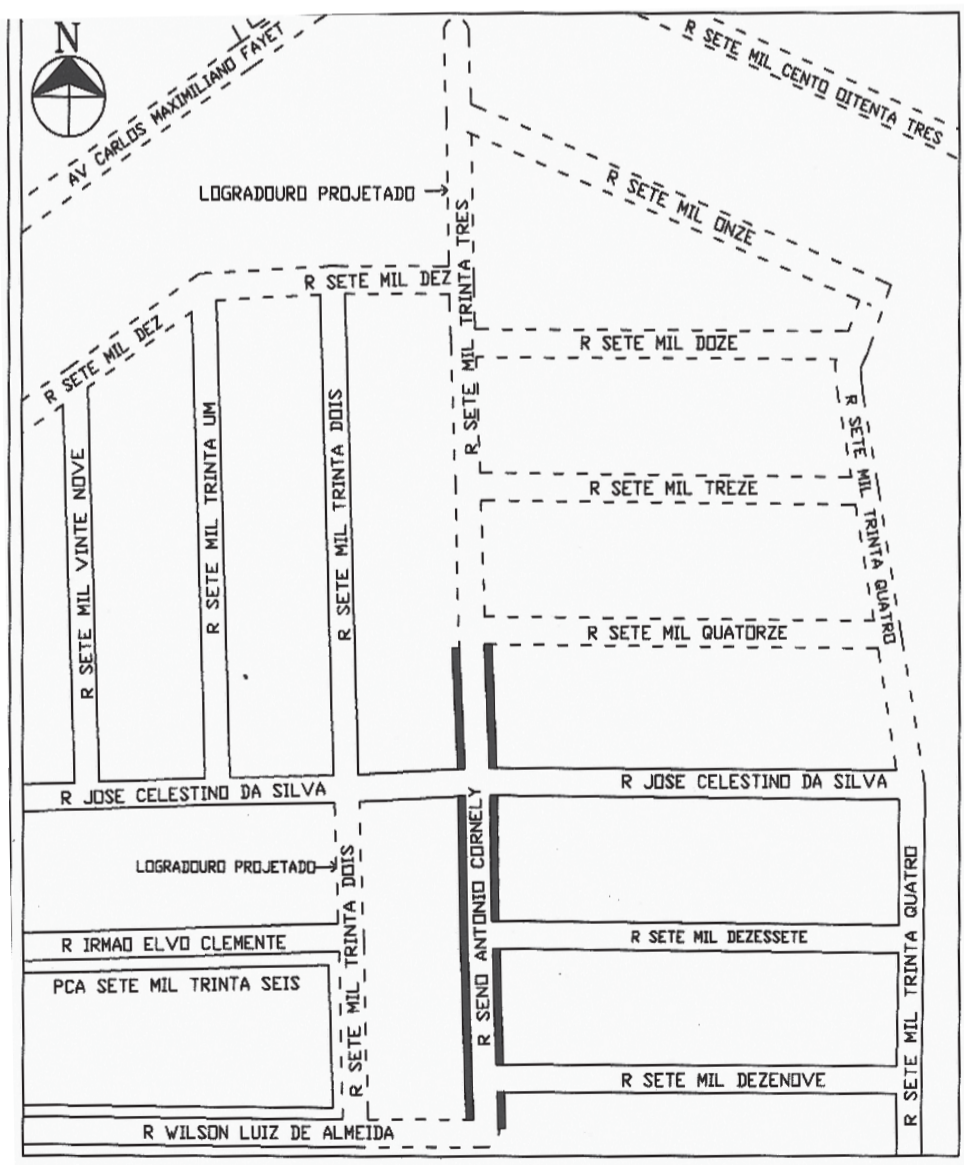 N
AV CARLOS MAXIMILIANO FAYET
R SETE MIL CENTO OITENTA TRES
LOGRADOURO PROJETADO
R SETE MIL ONZE
R SETE MIL TRINTA TRES
R SETE MIL DEZ
R SETE MIL DEZ
R SETE MIL DOZE
R SETE MIL TRINTA QUATRO
R SETE MIL VINTE NOVE
R SETE MIL TRINTA UM
R SETE MIL TRINTA DOIS
R SETE MIL TREZE
R SETE MIL QUATORZE
R JOSE CELESTINO DA SILVA
R JOSE CELESTINO DA SILVA
LOGRADOURO PROJETADO
R SETE MIL TRINTA DOIS
R SENO ANTONIO CORNELY
R SETE MIL TRINTA QUATRO
R IRMAO ELVO CLEMENTE
R SETE MIL DEZESSETE
PCA SETE MIL TRINTA SEIS
R SETE MIL DEZENOVE
R WILSON LUIZ DE ALMEIDA